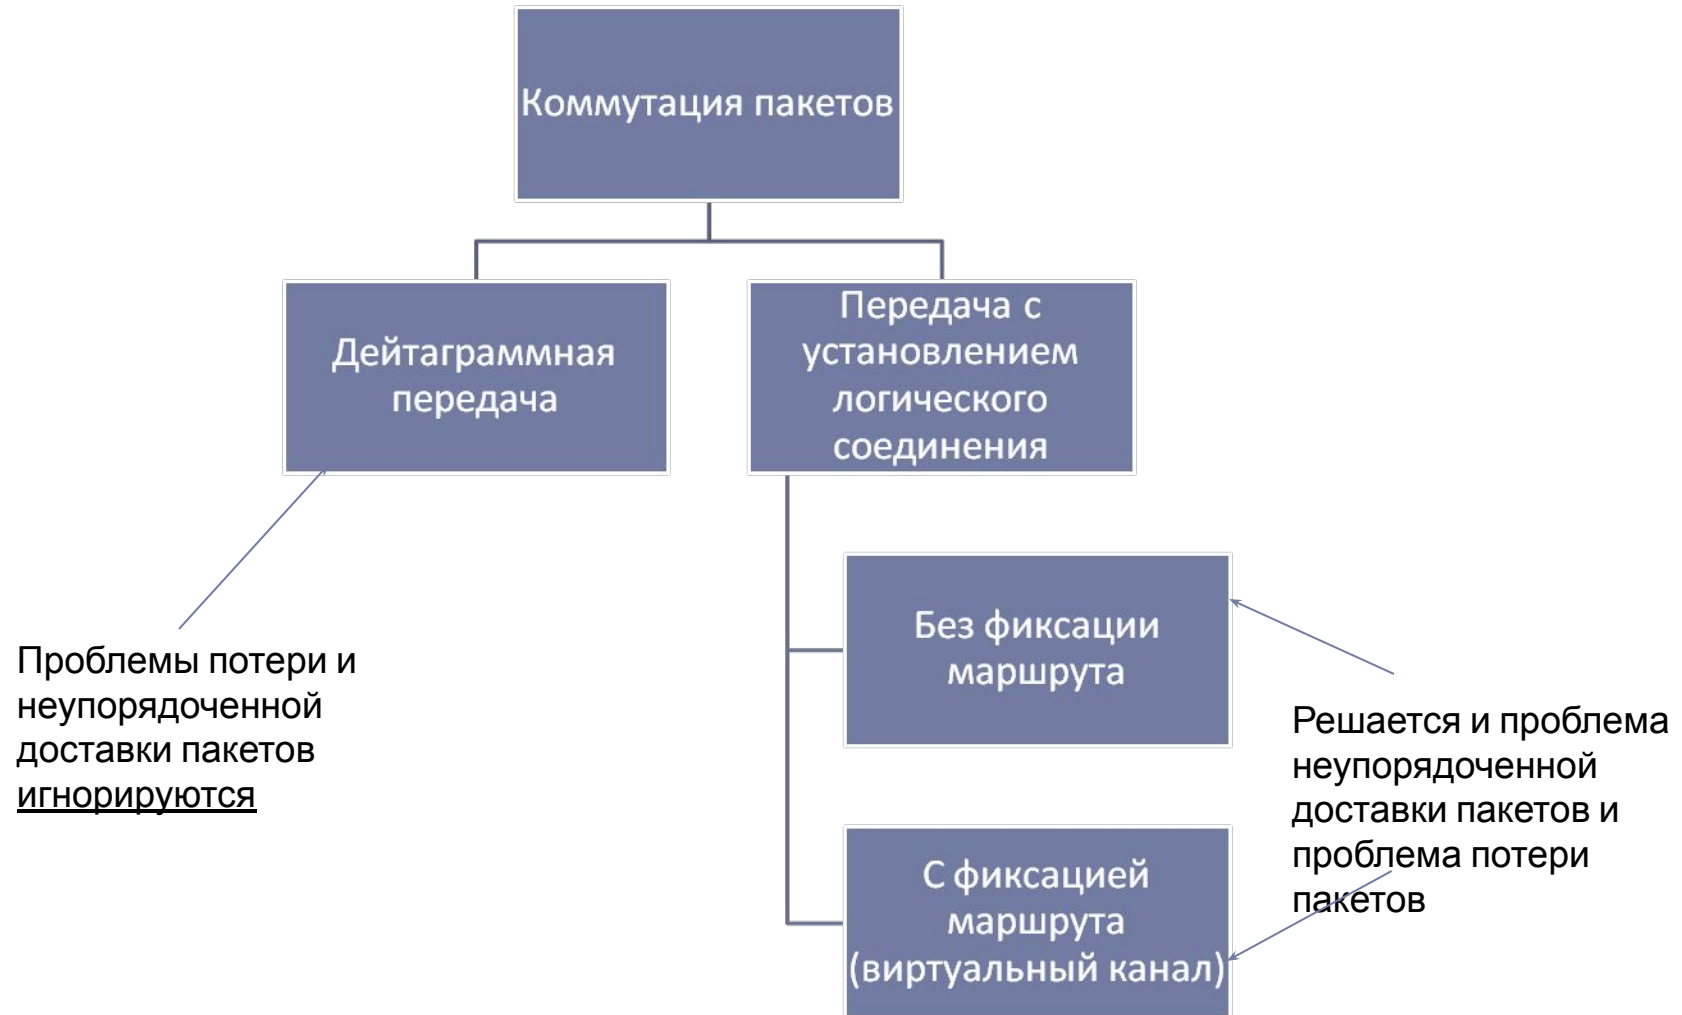 Коммутация пакетов
Дейтаграммная
передача
Передача с
установлением
логического
соединения
Без фиксации
маршрута
Проблемы потери и
неупорядоченной
доставки пакетов
игнорируются
Решается и проблема
неупорядоченной
доставки пакетов и
проблема потери
пакетов
С фиксацией
маршрута
(виртуальный канал)